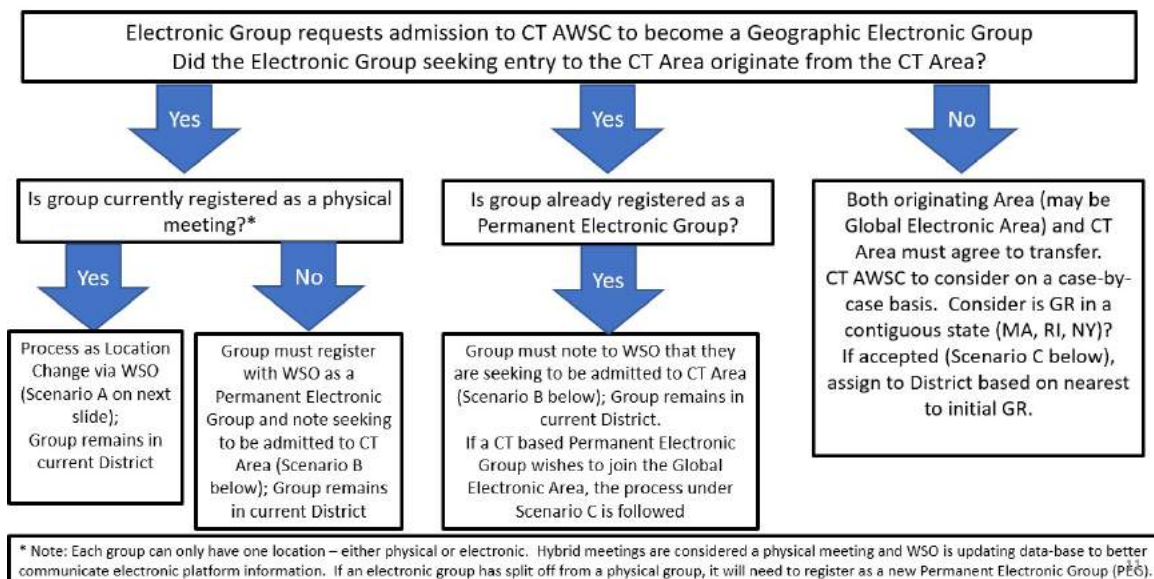 Electronic Group requests admission to CT AWSC to become a Geographic Electronic Group
Did the Electronic Group seeking entry to the CT Area originate from the CT Area?
Yes
Yes
No
Is group currently registered as a physical
meeting?*
Is group already registered as a
Permanent Electronic Group?
Both originating Area (may be
Global Electronic Area) and CT
Area must agree to transfer.
CT AWSC to consider on a case-by-
case basis. Consider is GR in a
contiguous state (MA, RI, NY)?
If accepted (Scenario C below),
assign to District based on nearest
to initial GR.
Yes
No
Yes
Process as Location
Change via WSO
(Scenario A on next
slide);
Group remains in
current District
Group must register
with WSO as a
Permanent Electronic
Group and note seeking
to be admitted to CT
Area (Scenario B
below); Group remains
in current District
Group must note to WSO that they
are seeking to be admitted to CT Area
(Scenario B below); Group remains in
current District.
If a CT based Permanent Electronic
Group wishes to join the Global
Electronic Area, the process under
Scenario C is followed
* Note: Each group can only have one location – either physical or electronic. Hybrid meetings are considered a physical meeting and WSO is updating data-base to better
communicate electronic platform information. If an electronic group has split off from a physical group, it will need to register as a new Permanent Electronic Group (PEG).
11